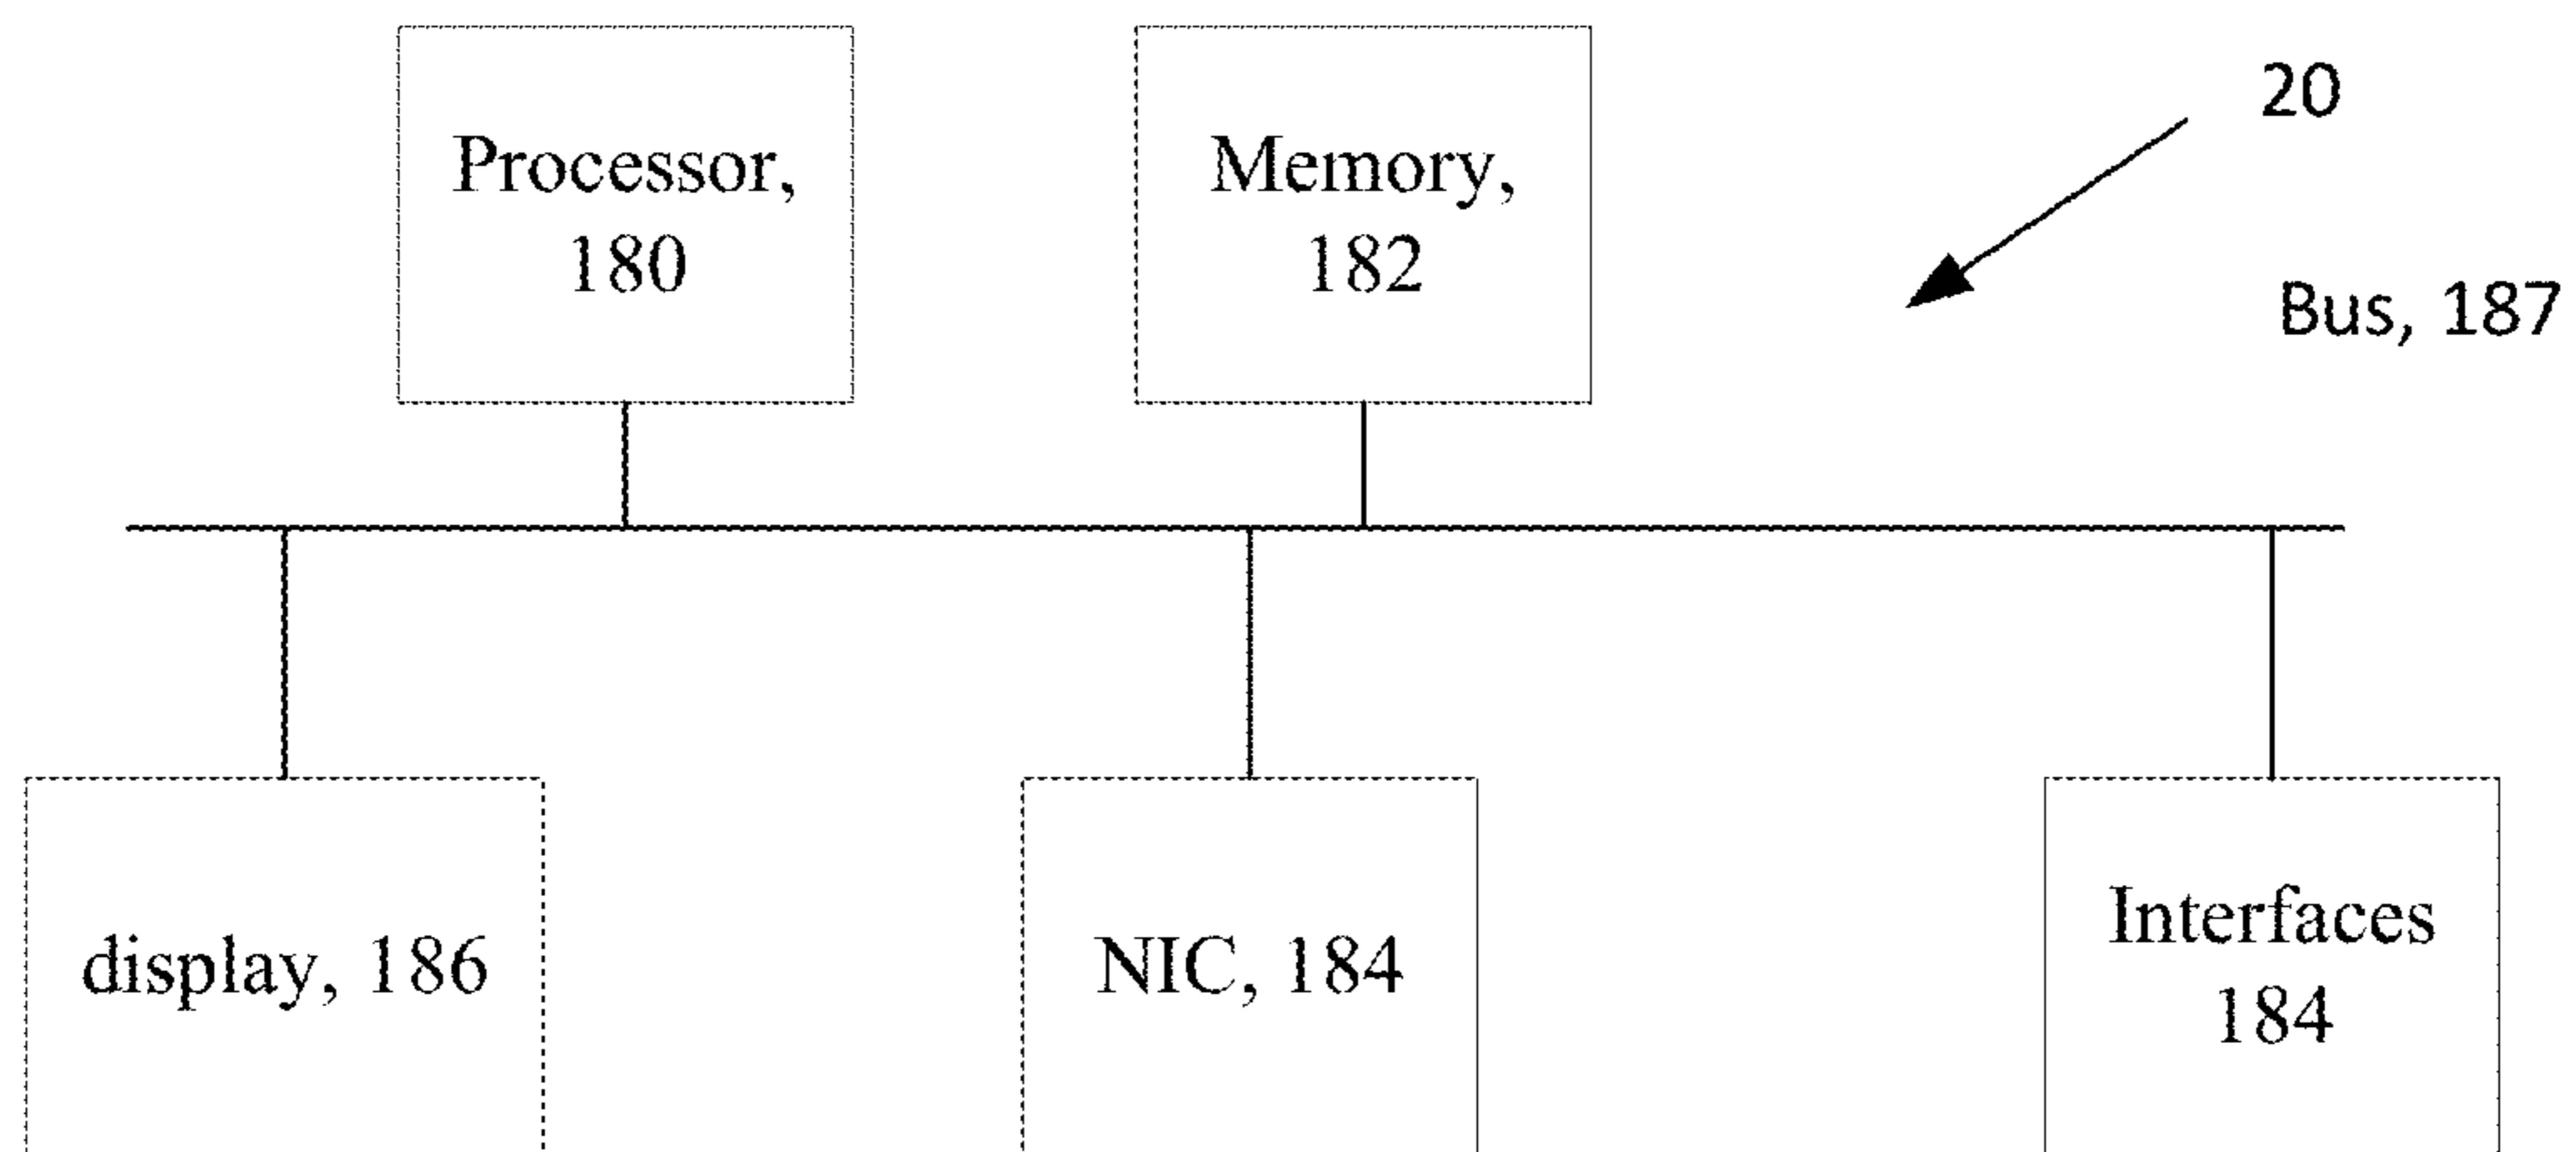 Processor,
180
Memory,
182
20
Bus, 187
display, 186
NIC, 184
Interfaces
184